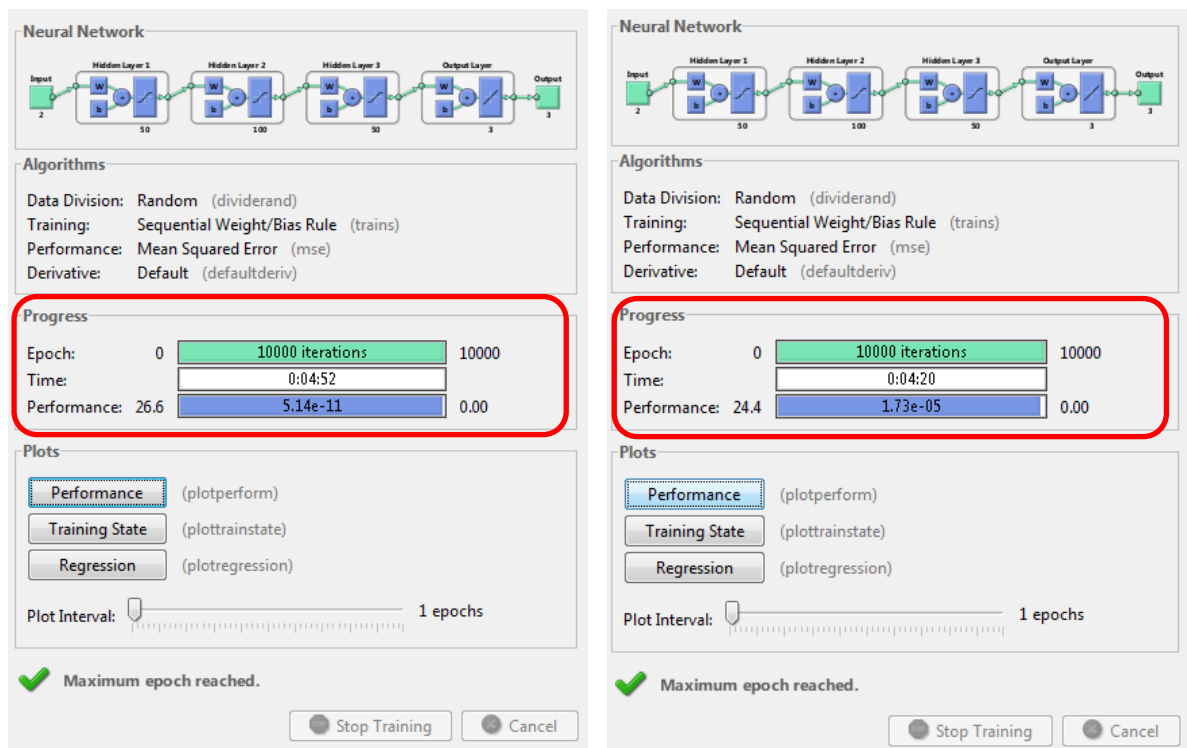 Neural Network
Hidden Layer 1 Hidden Layer 2 Hidden Layer 3 Output Layer
Input Output
W W W W
+ + + +
b b b b
2 50 100 50 3 3
Algorithms
Data Division: Random (dividerand)
Training: Sequential Weight/Bias Rule (trains)
Performance: Mean Squared Error (mse)
Derivative: Default (defaultderiv)
Progress
Epoch: 0 10000 iterations 10000
Time: 0:04:52
Performance: 26.6 5.14e-11 0.00
Plots
Performance (plotperform)
Training State (plottrainstate)
Regression (plotregression)
Plot Interval: 1 epochs
Maximum epoch reached.
Stop Training Cancel
Neural Network
Hidden Layer 1 Hidden Layer 2 Hidden Layer 3 Output Layer
Input Output
W W W W
+ + + +
b b b b
2 50 100 50 3 3
Algorithms
Data Division: Random (dividerand)
Training: Sequential Weight/Bias Rule (trains)
Performance: Mean Squared Error (mse)
Derivative: Default (defaultderiv)
Progress
Epoch: 0 10000 iterations 10000
Time: 0:04:20
Performance: 24.4 1.73e-05 0.00
Plots
Performance (plotperform)
Training State (plottrainstate)
Regression (plotregression)
Plot Interval: 1 epochs
Maximum epoch reached.
Stop Training Cancel